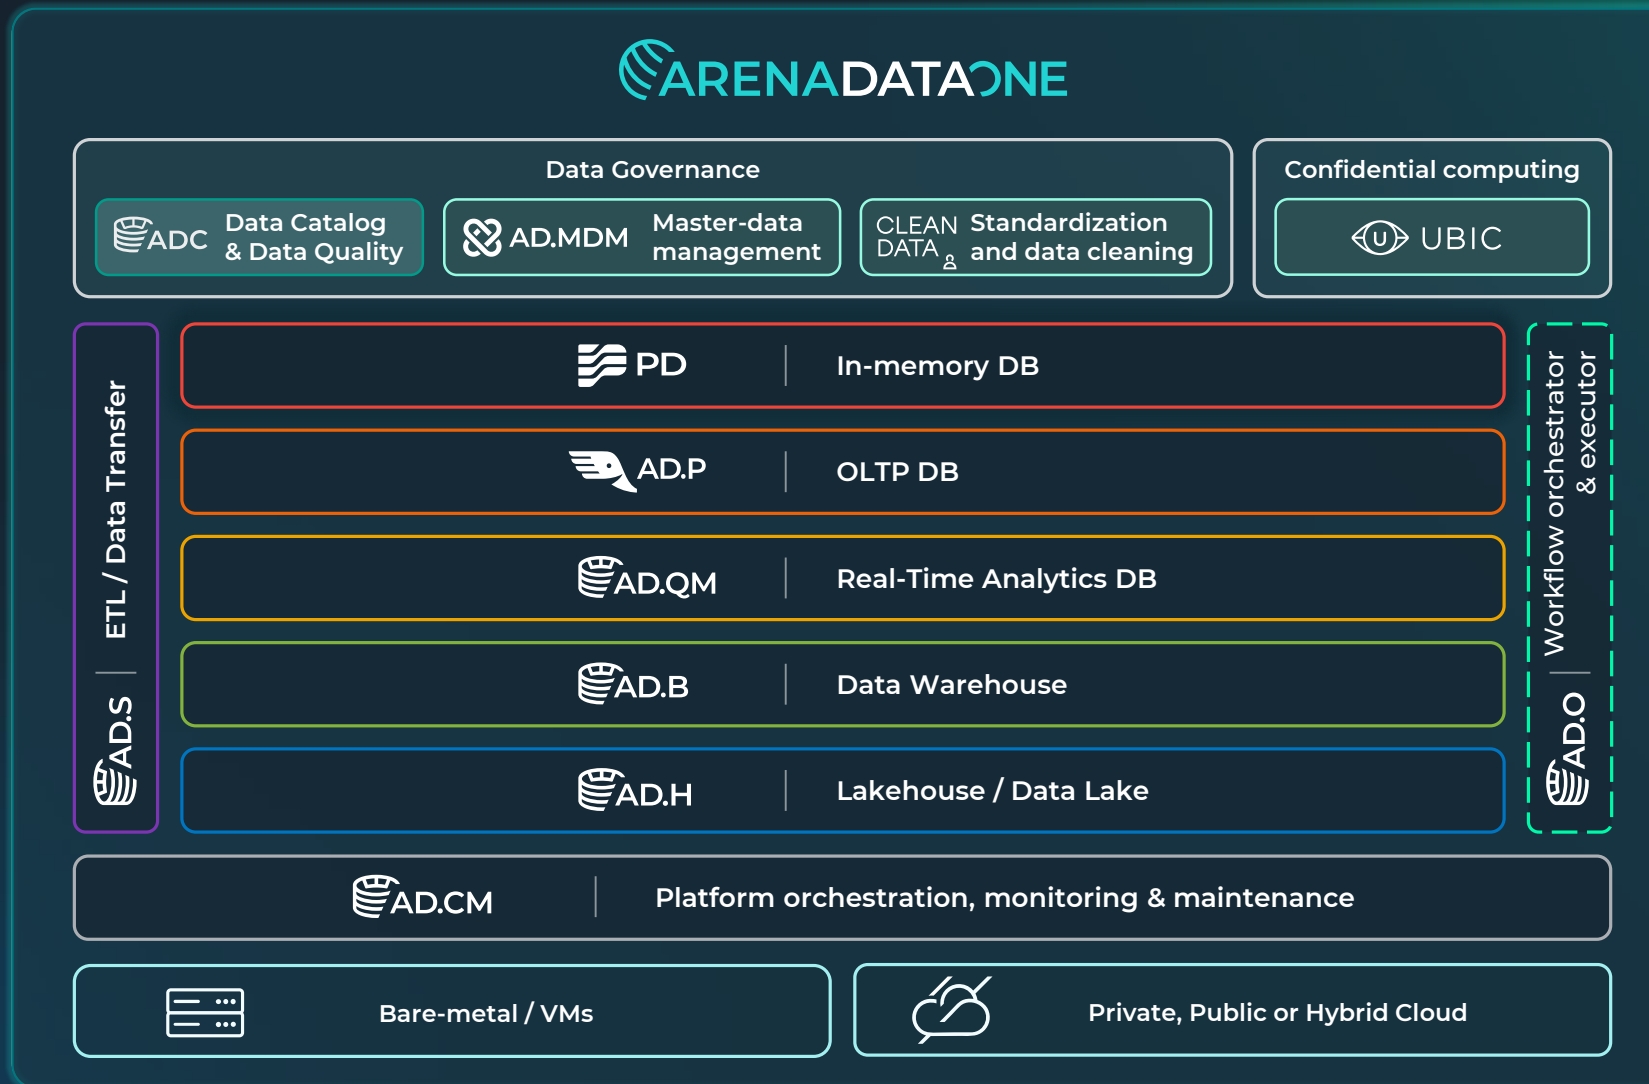 ARENADATAONE
Data Governance
ADC
Data Catalog
& Data Quality
AD.MDM
Master-data
management
CLEAN
DATA
Standardization
and data cleaning
Confidential computing
U
UBIC
ETL / Data Transfer
AD.S
PD
In-memory DB
AD.P
OLTP DB
AD.QM
Real-Time Analytics DB
AD.B
Data Warehouse
AD.H
Lakehouse / Data Lake
Workflow orchestrator
& executor
AD.O
AD.CM
Platform orchestration, monitoring & maintenance
Bare-metal / VMs
Private, Public or Hybrid Cloud